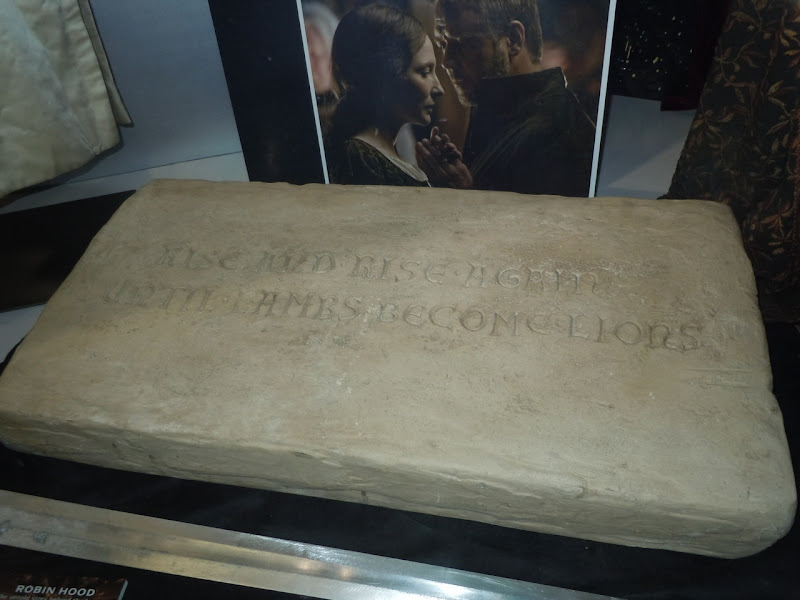 RISE AND RISE AGAIN
UNTIL LAMBS BECOME LIONS
ROBIN HOOD